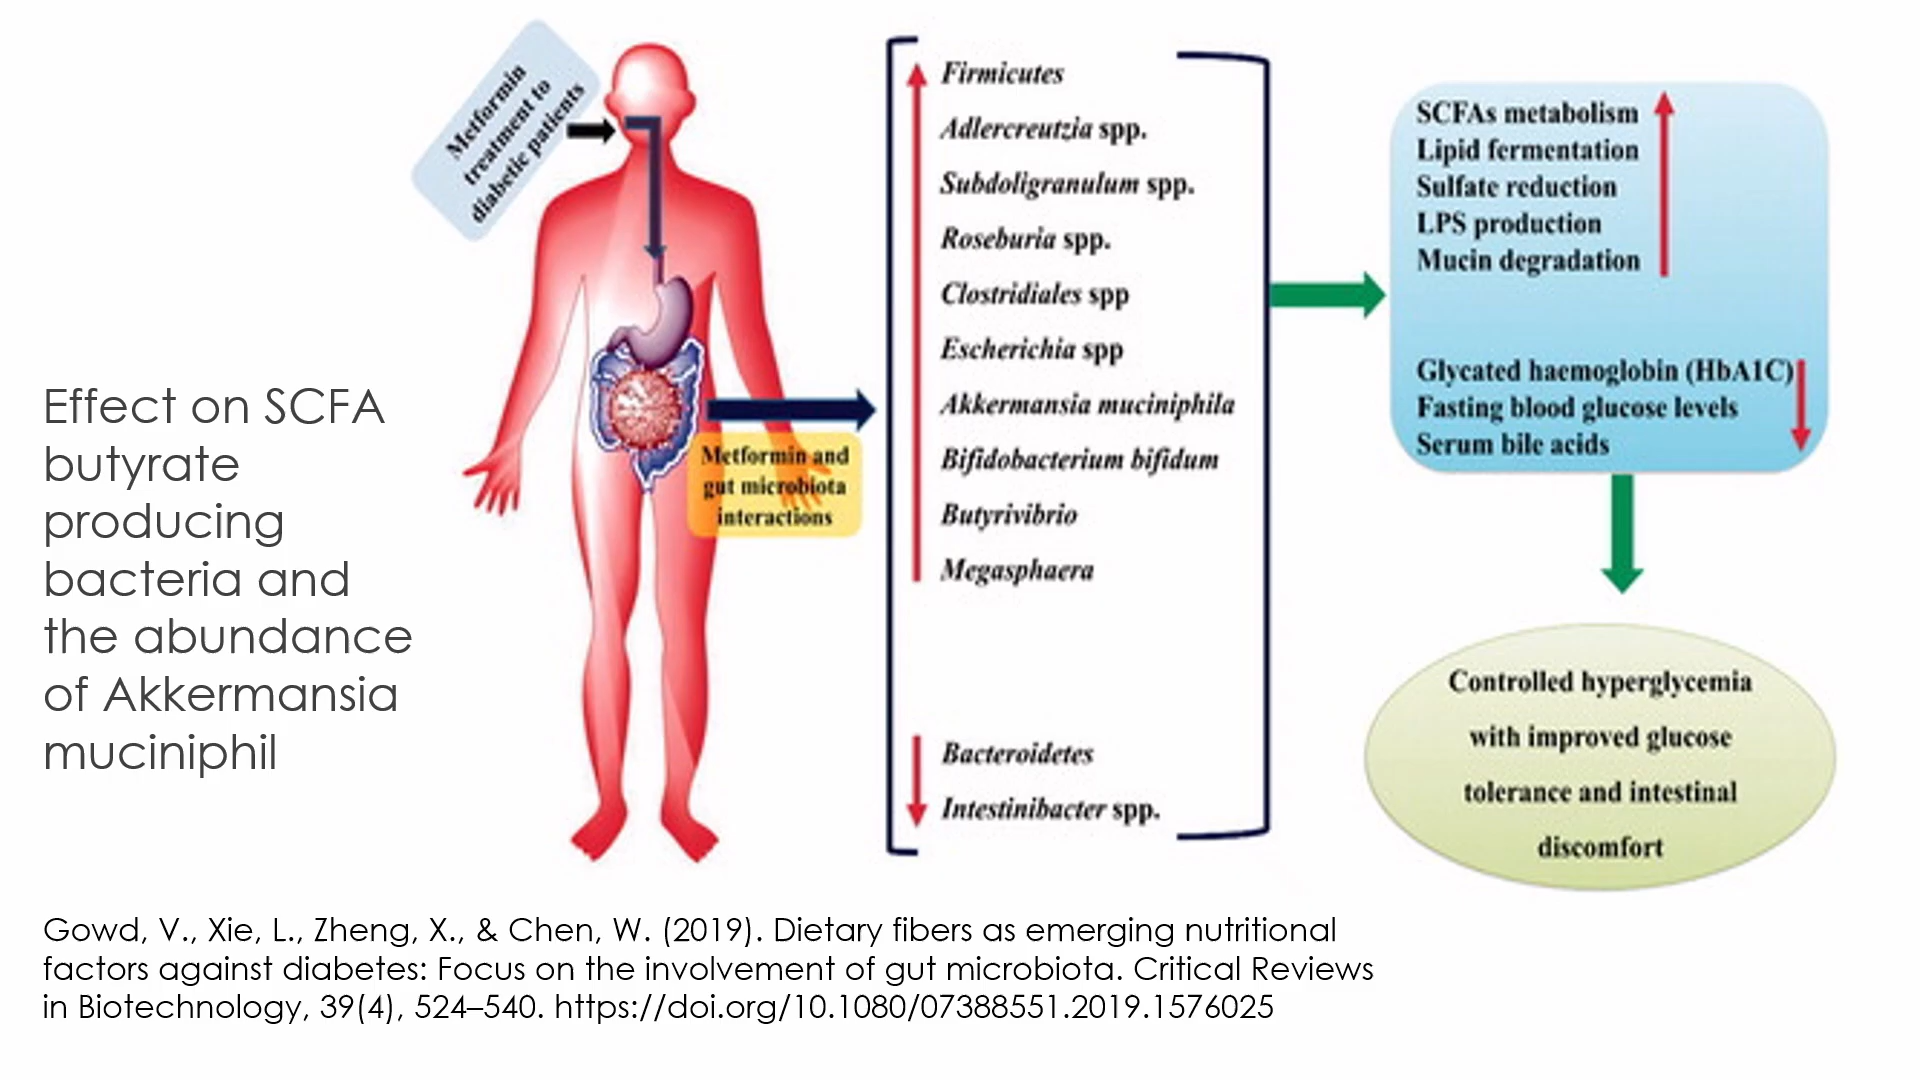 Metformin
treatment to
diabetic patients
Effect on SCFA
butyrate
producing
bacteria and
the abundance
of Akkermansia
muciniphil
Metformin and
gut microbiota
interactions
Firmicutes
Adlercreutzia spp.
Subdoligranulum spp.
Roseburia spp.
Clostridiales spp
Escherichia spp
Akkermansia muciniphila
Bifidobacterium bifidum
Butyrivibrio
Megasphaera
Bacteroidetes
Intestinibacter spp.
SCFAs metabolism
Lipid fermentation
Sulfate reduction
LPS production
Mucin degradation
Glycated haemoglobin (HbA1C)
Fasting blood glucose levels
Serum bile acids
Controlled hyperglycemia
with improved glucose
tolerance and intestinal
discomfort
Gowd, V., Xie, L., Zheng, X., & Chen, W. (2019). Dietary fibers as emerging nutritional
factors against diabetes: Focus on the involvement of gut microbiota. Critical Reviews
in Biotechnology, 39(4), 524–540. https://doi.org/10.1080/07388551.2019.1576025